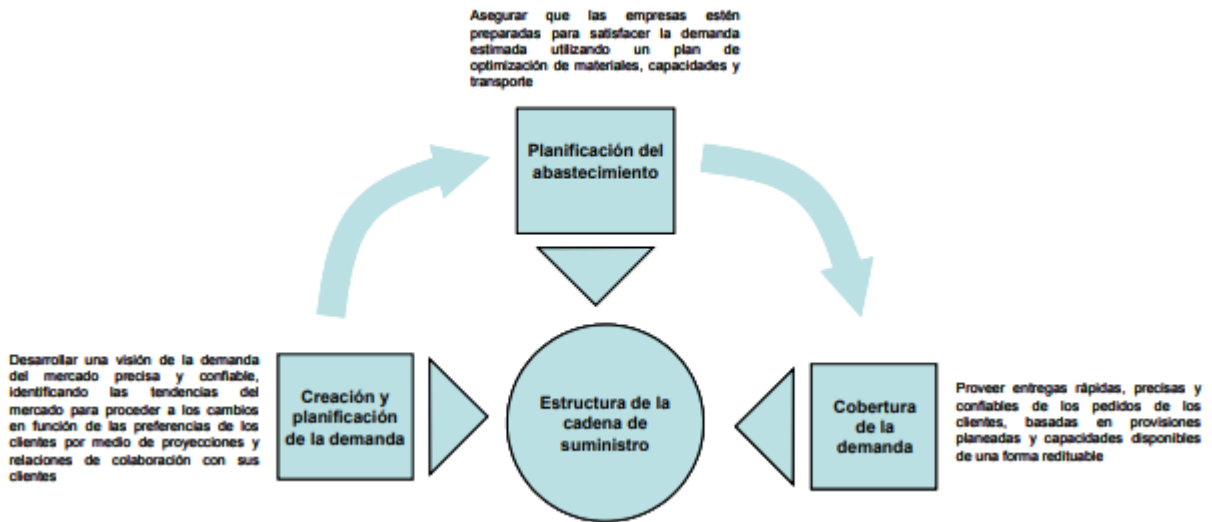 Asegurar que las empresas estén
preparadas para satisfacer la demanda
estimada utilizando un plan de
optimización de materiales, capacidades y
transporte
Planificación del
abastecimiento
Desarrollar una visión de la demanda
del mercado precisa y confiable,
identificando las tendencias del
mercado para proceder a los cambios
en función de las preferencias de los
clientes por medio de proyecciones y
relaciones de colaboración con sus
clientes
Creación y
planificación
de la demanda
Estructura de la
cadena de
suministro
Cobertura
de la
demanda
Proveer entregas rápidas, precisas y
confiables de los pedidos de los
clientes, basadas en provisiones
planeadas y capacidades disponibles
de una forma redituable